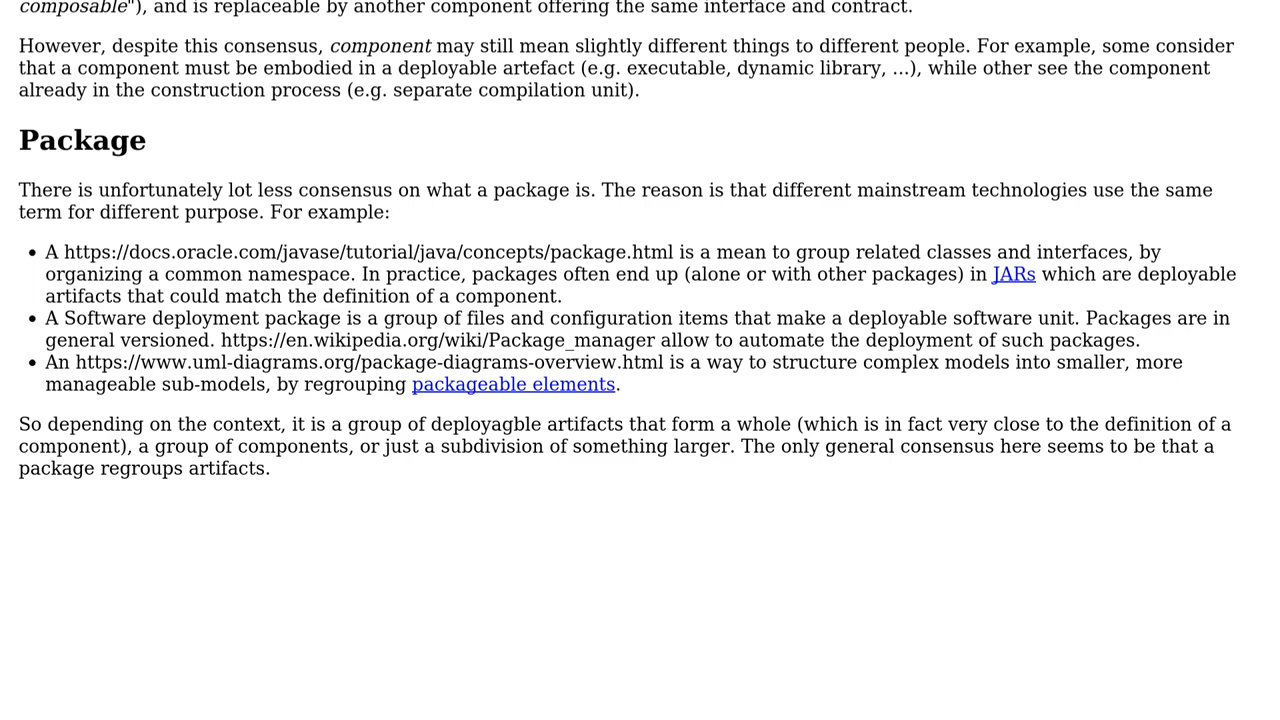 composable"), and is replaceable by another component offering the same interface and contract.
However, despite this consensus, component may still mean slightly different things to different people. For example, some consider
that a component must be embodied in a deployable artefact (e.g. executable, dynamic library, ...), while other see the component
already in the construction process (e.g. separate compilation unit).
Package
There is unfortunately lot less consensus on what a package is. The reason is that different mainstream technologies use the same
term for different purpose. For example:
• A https://docs.oracle.com/javase/tutorial/java/concepts/package.html is a mean to group related classes and interfaces, by
organizing a common namespace. In practice, packages often end up (alone or with other packages) in JARs which are deployable
artifacts that could match the definition of a component.
• A Software deployment package is a group of files and configuration items that make a deployable software unit. Packages are in
general versioned. https://en.wikipedia.org/wiki/Package_manager allow to automate the deployment of such packages.
• An https://www.uml-diagrams.org/package-diagrams-overview.html is a way to structure complex models into smaller, more
manageable sub-models, by regrouping packageable elements.
So depending on the context, it is a group of deployagble artifacts that form a whole (which is in fact very close to the definition of a
component), a group of components, or just a subdivision of something larger. The only general consensus here seems to be that a
package regroups artifacts.